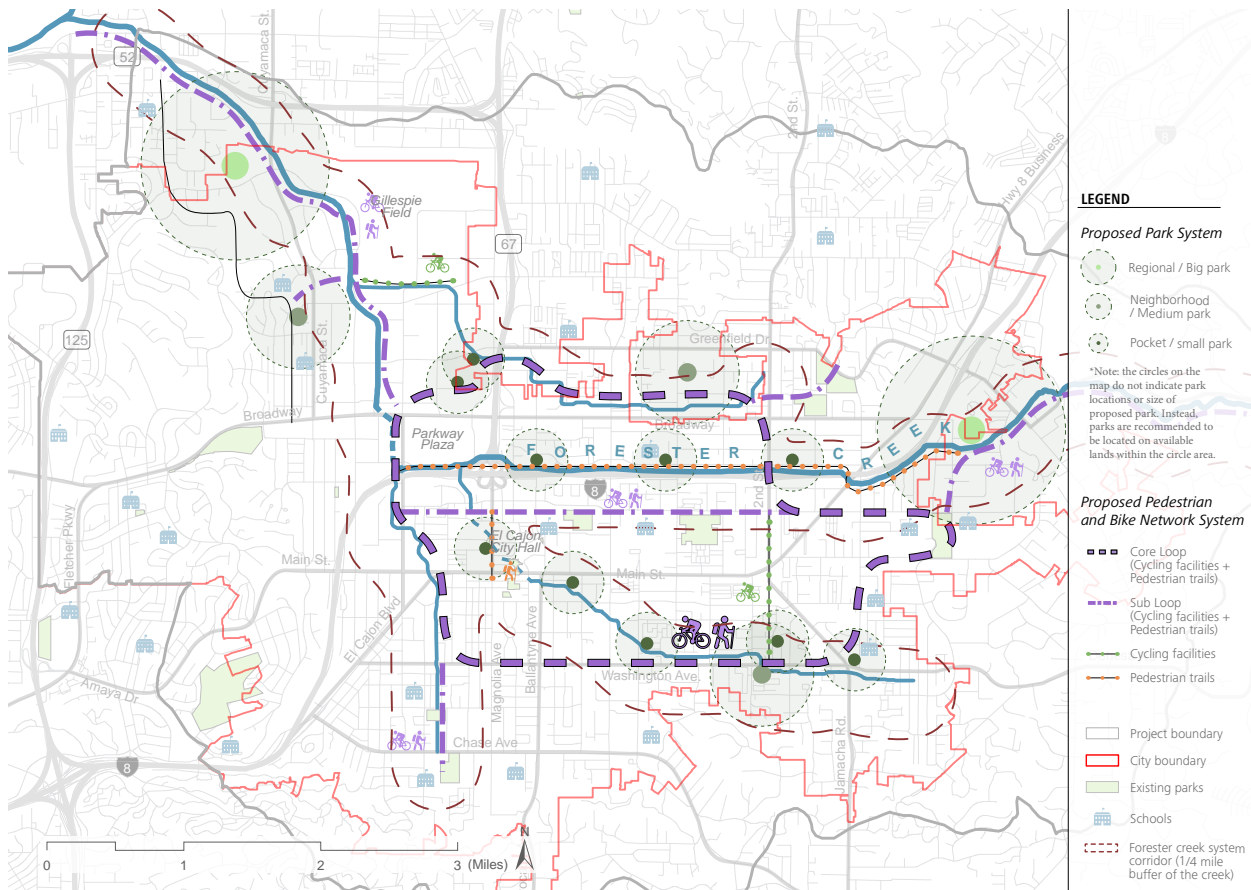 Cuyamaca St.
52
2nd St.
Hwy 8 Business
8
Gillespie
Field
67
125
Cuyamaca St.
Greenfield Dr.
Broadway
Broadway
Parkway
Plaza
FORESTER CREEK
8
2nd St.
El Cajon
City Hall
Fletcher Pkwy
Main St.
Main St.
El Cajon Blvd
Magnolia Ave
Ballantyne Ave
Washington Ave.
Amaya Dr
Chase Ave
Jamacha Rd.
8
N
0 1 2 3 (Miles)
LEGEND
Proposed Park System
Regional / Big park
Neighborhood
/ Medium park
Pocket / small park
*Note: the circles on the
map do not indicate park
locations or size of
proposed park. Instead,
parks are recommended to
be located on available
lands within the circle area.
Proposed Pedestrian
and Bike Network System
Core Loop
(Cycling facilities +
Pedestrian trails)
Sub Loop
(Cycling facilities +
Pedestrian trails)
Cycling facilities
Pedestrian trails
Project boundary
City boundary
Existing parks
Schools
Forester creek system
corridor (1/4 mile
buffer of the creek)